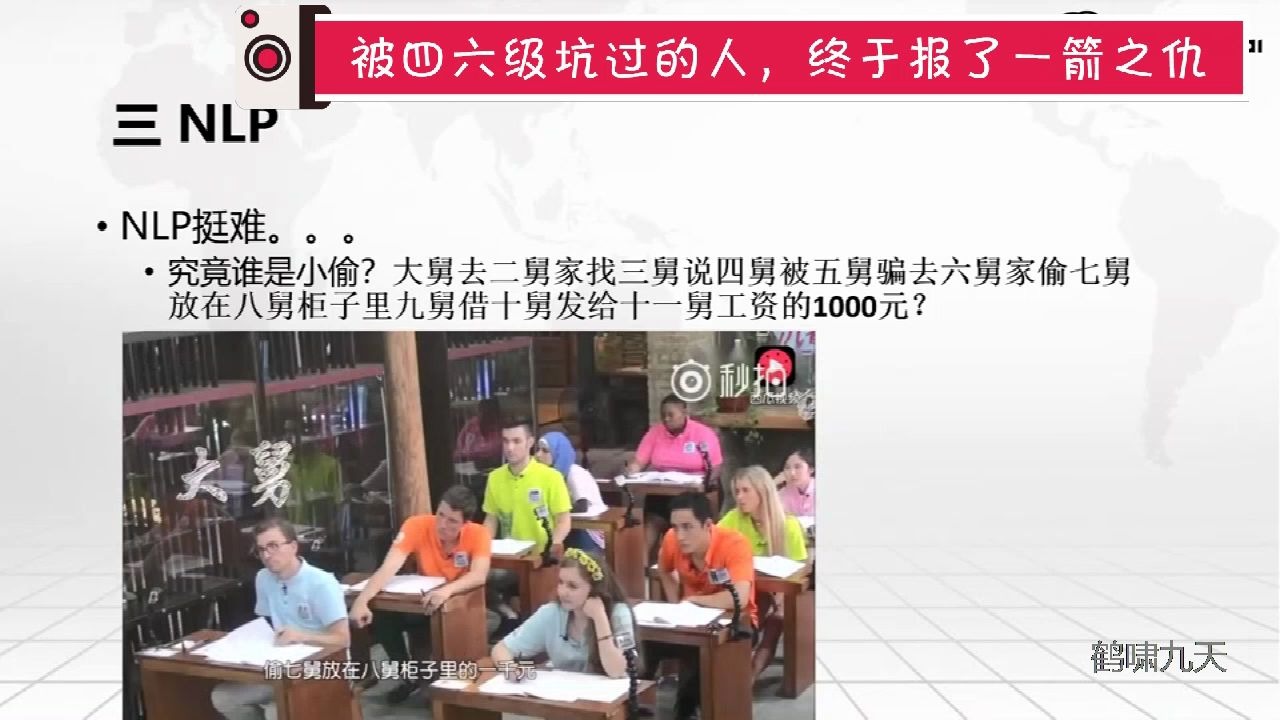 被四六级坑过的人，终于报了一箭之仇
三 NLP
• NLP挺难。。。
• 究竟谁是小偷？大舅去二舅家找三舅说四舅被五舅骗去六舅家偷七舅
放在八舅柜子里九舅借十舅发给十一舅工资的1000元？
秒拍
西瓜视频
大舅
偷七舅放在八舅柜子里的一千元
鹤啸九天